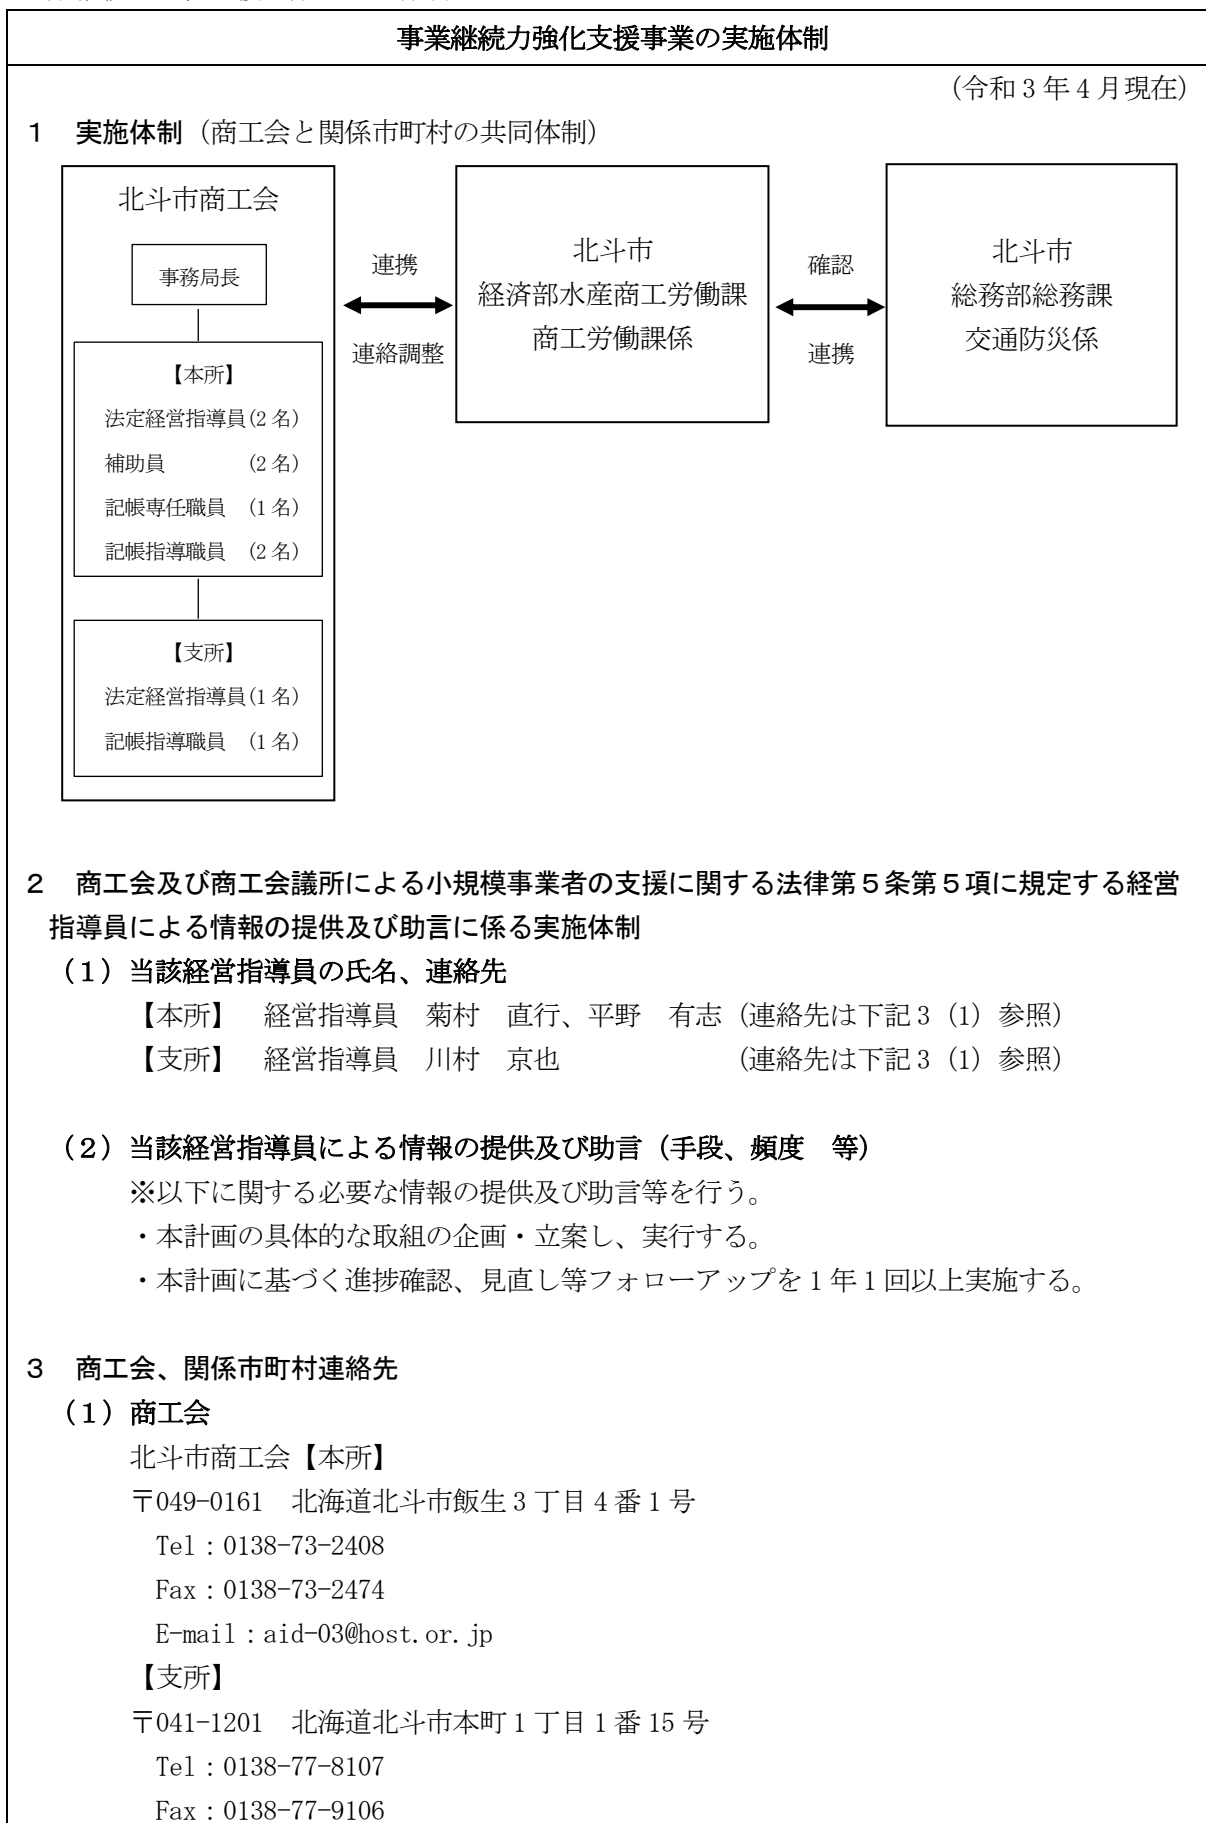 事業継続力強化支援事業の実施体制
（令和３年４月現在）
１　実施体制（商工会と関係市町村の共同体制）
北斗市商工会
事務局長
【本所】
法定経営指導員(2 名)
補助員　　　　(2 名)
記帳専任職員　(1 名)
記帳指導職員　(2 名)
【支所】
法定経営指導員(1 名)
記帳指導職員　(1 名)
連携
連絡調整
北斗市
経済部水産商工労働課
商工労働課係
確認
連携
北斗市
総務部総務課
交通防災係
２　商工会及び商工会議所による小規模事業者の支援に関する法律第５条第５項に規定する経営
指導員による情報の提供及び助言に係る実施体制
（１）当該経営指導員の氏名、連絡先
【本所】　経営指導員　菊村　直行、平野　有志（連絡先は下記３（1）参照）
【支所】　経営指導員　川村　京也　　　　　　　（連絡先は下記３（1）参照）
（２）当該経営指導員による情報の提供及び助言（手段、頻度　等）
※以下に関する必要な情報の提供及び助言等を行う。
・本計画の具体的な取組の企画・立案し、実行する。
・本計画に基づく進捗確認、見直し等フォローアップを１年１回以上実施する。
３　商工会、関係市町村連絡先
（１）商工会
北斗市商工会【本所】
〒049-0161　北海道北斗市飯生３丁目４番１号
Tel：0138-73-2408
Fax：0138-73-2474
E-mail：aid-03@host.or.jp
【支所】
〒041-1201　北海道北斗市本町１丁目１番 15 号
Tel：0138-77-8107
Fax：0138-77-9106